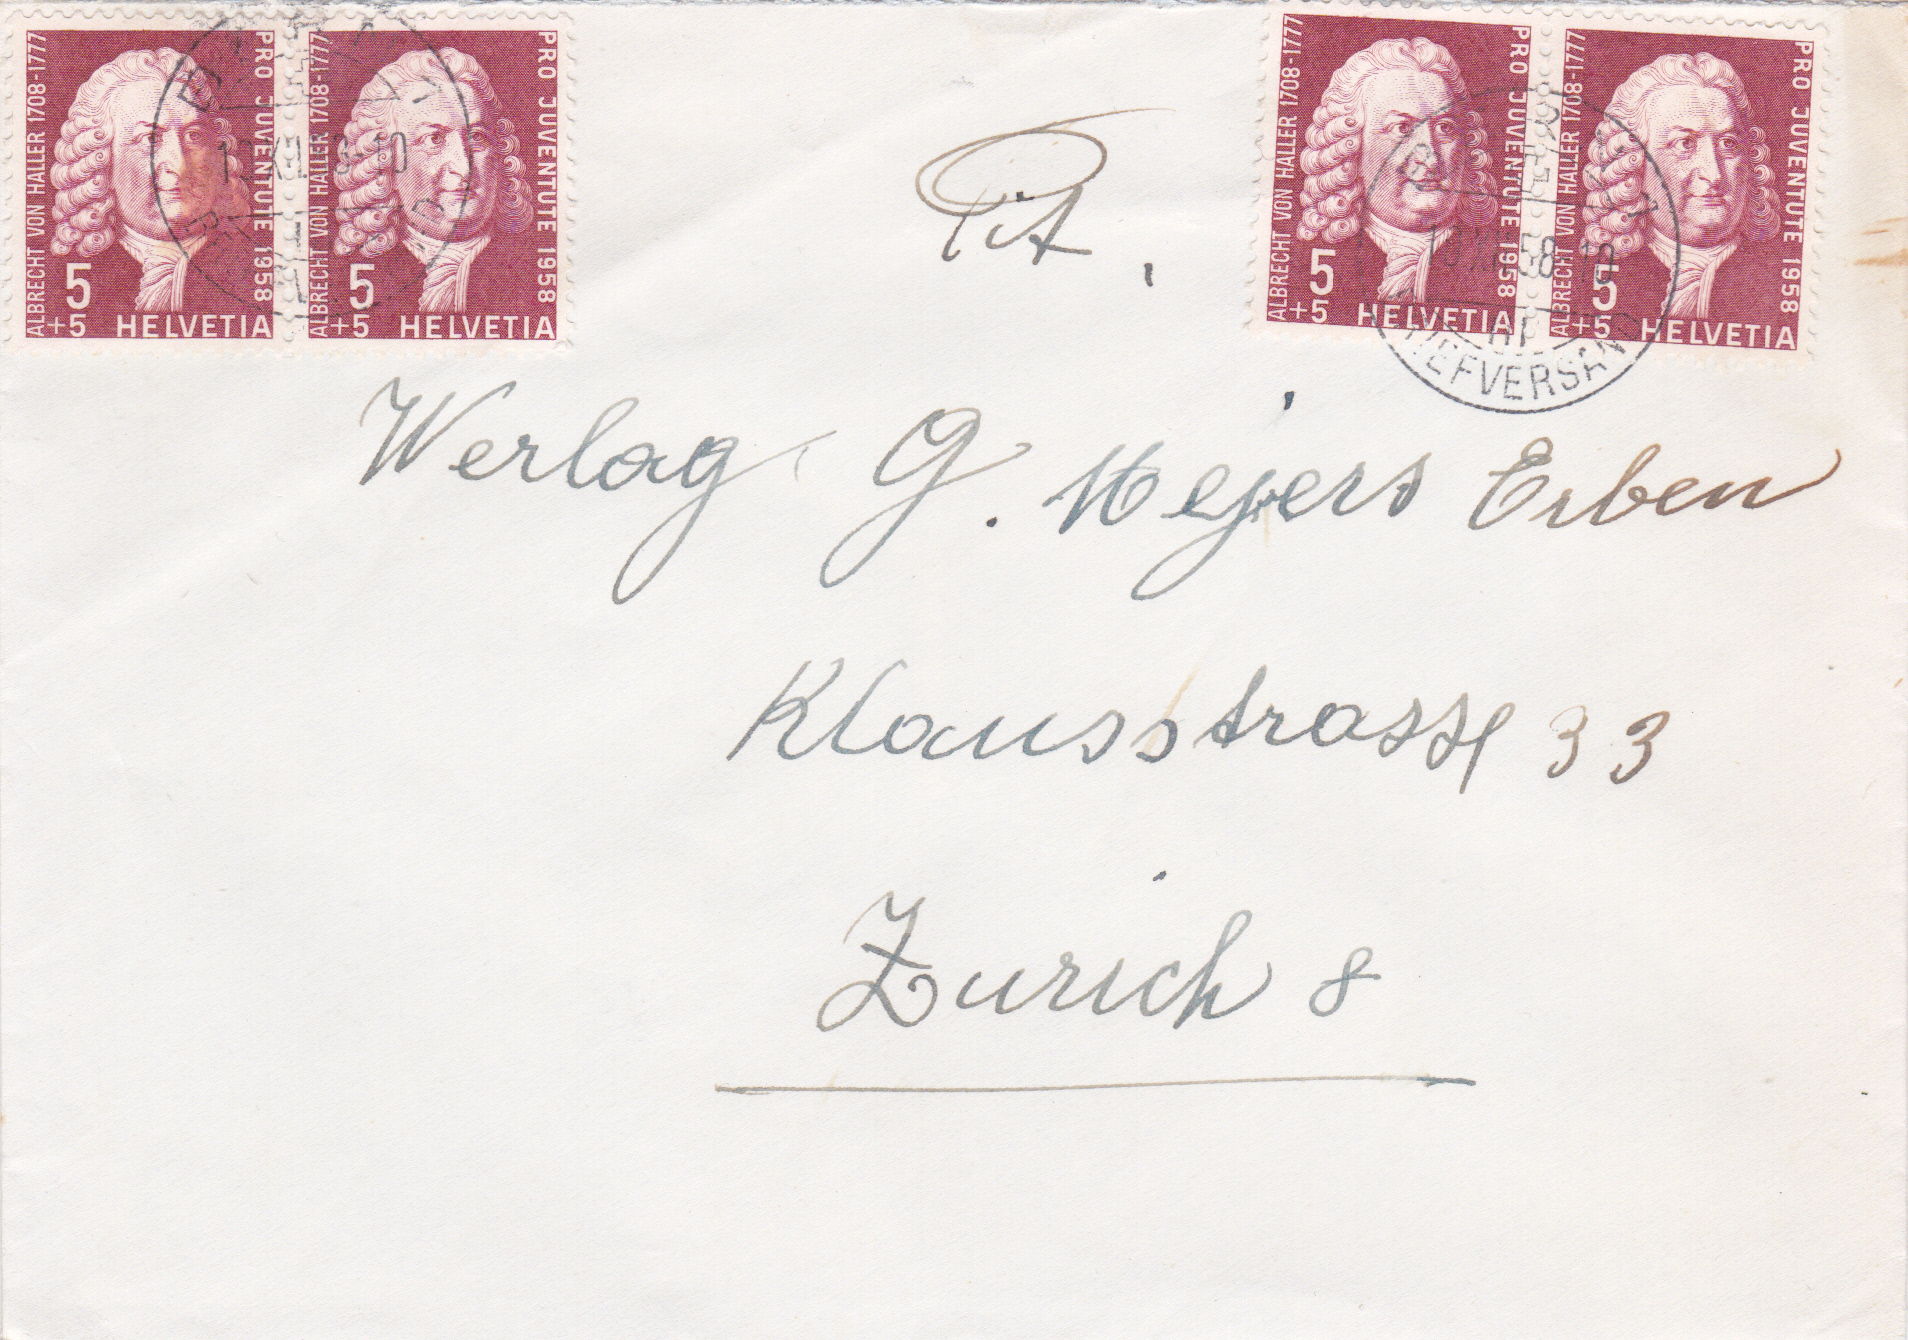 ALBRECHT VON HALLER 1708-1777
PRO JUVENTUTE 1958
5
+5 HELVETIA
ALBRECHT VON HALLER 1708-1777
PRO JUVENTUTE 1958
5
+5 HELVETIA
ALBRECHT VON HALLER 1708-1777
PRO JUVENTUTE 1958
5
+5 HELVETIA
ALBRECHT VON HALLER 1708-1777
PRO JUVENTUTE 1958
5
+5 HELVETIA
Werlag G. Mejers Erben
Klausstrasse 33
Zurich 8